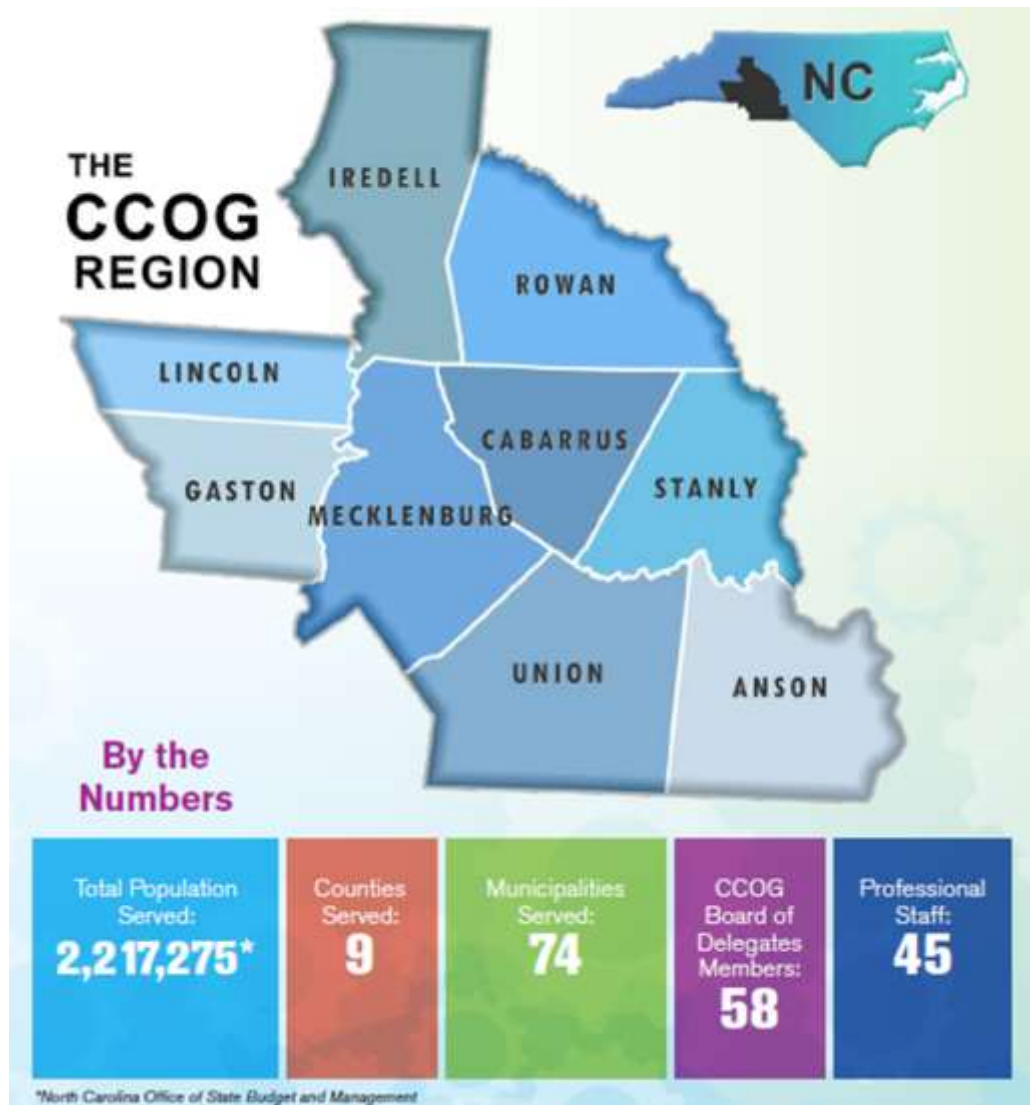 THE
CCOG
REGION
NC
IREDELL
ROWAN
LINCOLN
CABARRUS
GASTON
STANLY
MECKLENBURG
UNION
ANSON
By the
Numbers
Total Population
Served:
2,217,275*
Counties
Served:
9
Municipalities
Served:
74
CCOG
Board of
Delegates
Members:
58
Professional
Staff:
45
*North Carolina Office of State Budget and Management